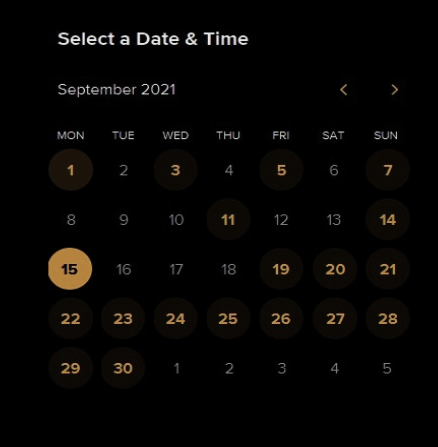 Select a Date & Time
September 2021
MON TUE WED THU FRI SAT SUN
1 2 3 4 5 6 7
8 9 10 11 12 13 14
15 16 17 18 19 20 21
22 23 24 25 26 27 28
29 30 1 2 3 4 5